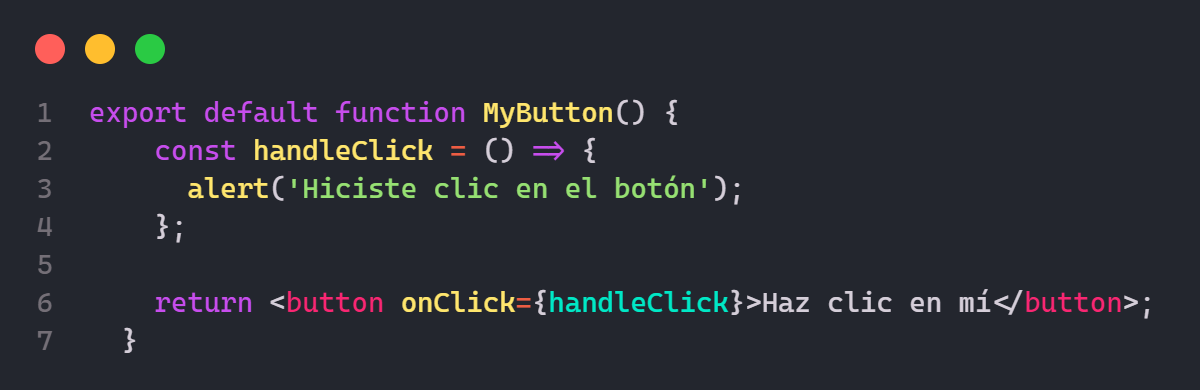 1 export default function MyButton() {
2 const handleClick = () => {
3 alert('Hiciste clic en el botón');
4 };
5
6 return <button onClick={handleClick}>Haz clic en mí</button>;
7 }